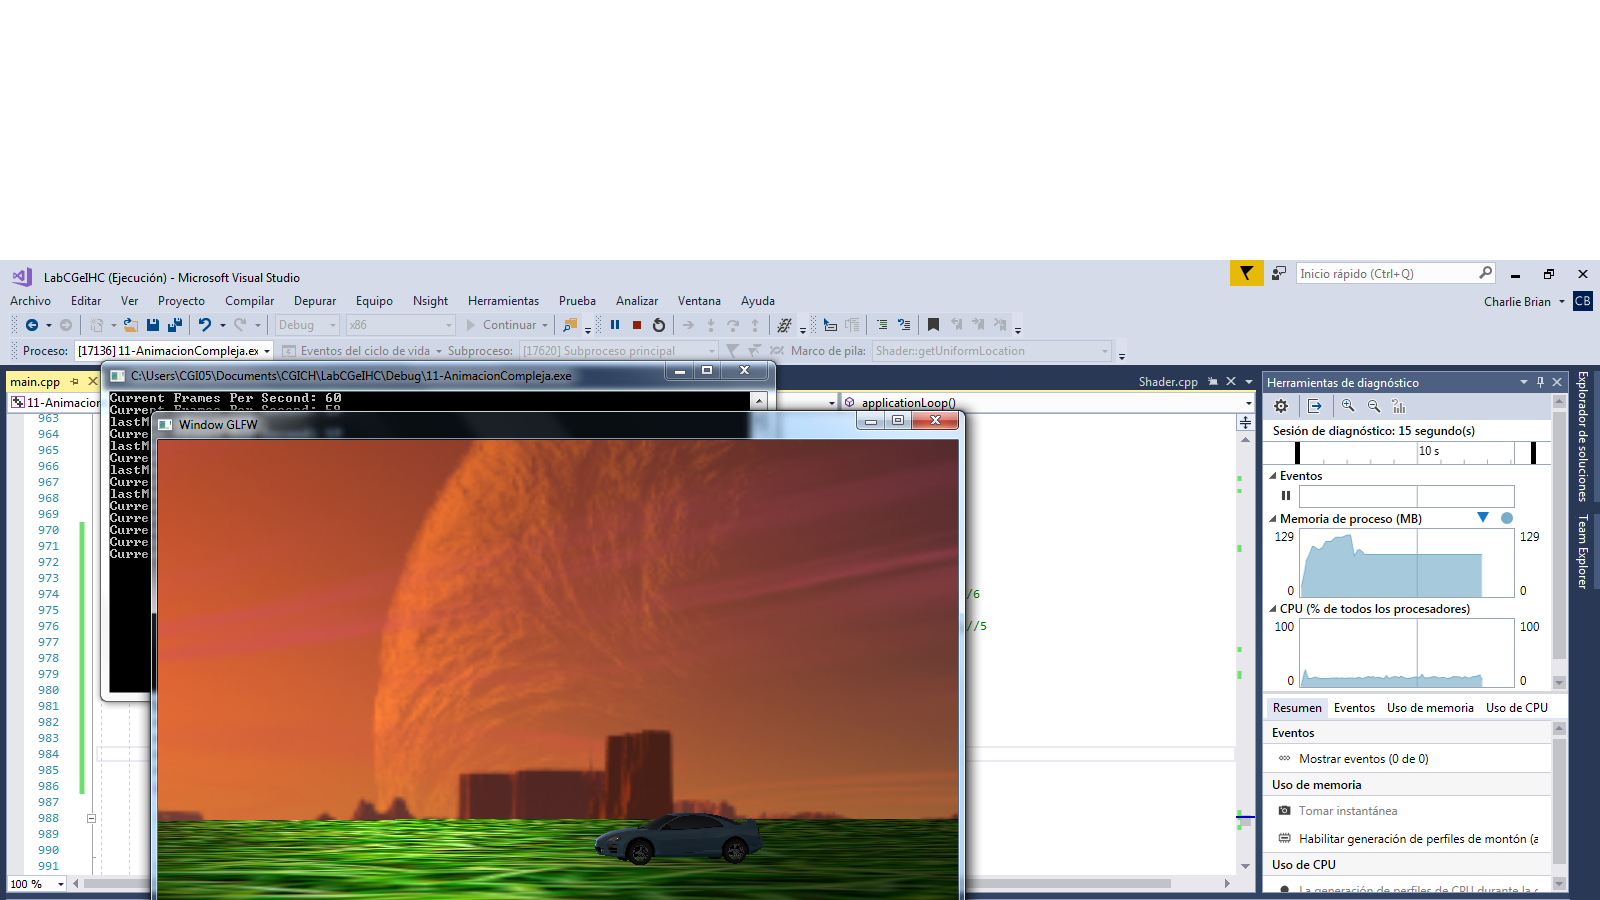 LabCGeIHC (Ejecución) - Microsoft Visual Studio
Inicio rápido (Ctrl+Q)
Archivo Editar Ver Proyecto Compilar Depurar Equipo Nsight Herramientas Prueba Analizar Ventana Ayuda
Charlie Brian CB
Debug x86 Continuar
Proceso: [17136] 11-AnimacionCompleja.ex Eventos del ciclo de vida Subproceso: [17620] Subproceso principal Marco de pila: Shader::getUniformLocation
main.cpp
C:\Users\CGI05\Documents\CGICH\LabCGeIHC\Debug\11-AnimacionCompleja.exe
Shader.cpp
11-Animacion
applicationLoop()
Current Frames Per Second: 60
Current Frames Per Second: 59
lastM
Curre
lastM
Curre
lastM
Curre
lastM
Curre
Curre
Curre
Curre
Curre
Window GLFW
963
964
965
966
967
968
969
970
971
972
973
974
975
976
977
978
979
980
981
982
983
984
985
986
987
988
989
990
991
/6
//5
100 %
Herramientas de diagnóstico
Sesión de diagnóstico: 15 segundo(s)
10 s
Eventos
Memoria de proceso (MB)
129 129
0 0
CPU (% de todos los procesadores)
100 100
0 0
Resumen Eventos Uso de memoria Uso de CPU
Eventos
Mostrar eventos (0 de 0)
Uso de memoria
Tomar instantánea
Habilitar generación de perfiles de montón (a
Uso de CPU
La generación de perfiles de CPU durante la
Explorador de soluciones
Team Explorer